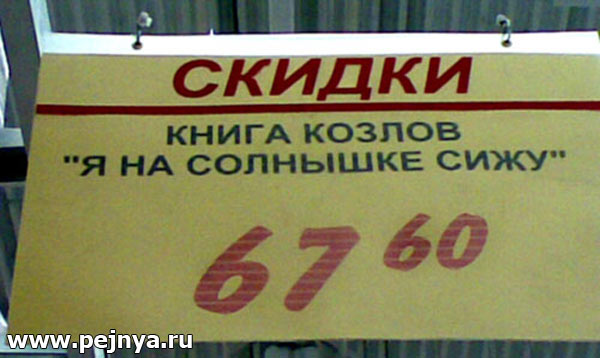 СКИДКИ
КНИГА КОЗЛОВ
"Я НА СОЛНЫШКЕ СИЖУ"
67 60
www.pejnya.ru